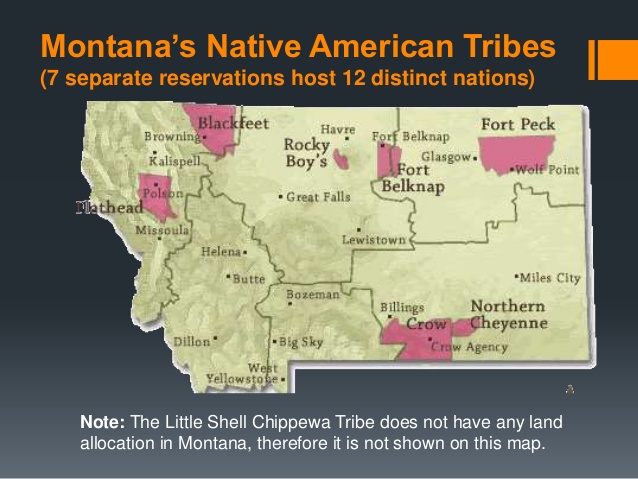 Montana's Native American Tribes
(7 separate reservations host 12 distinct nations)
Blackfeet
Browning
Kalispell
Rocky
Boy's
Havre
Fort Belknap
Fort
Belknap
Glasgow
Fort Peck
Wolf Point
Polson
Flathead
Missoula
Great Falls
Lewistown
Helena
Butte
Miles City
Bozeman
Billings
Northern
Cheyenne
Crow
Crow Agency
Dillon
Big Sky
West
Yellowstone
Note: The Little Shell Chippewa Tribe does not have any land
allocation in Montana, therefore it is not shown on this map.